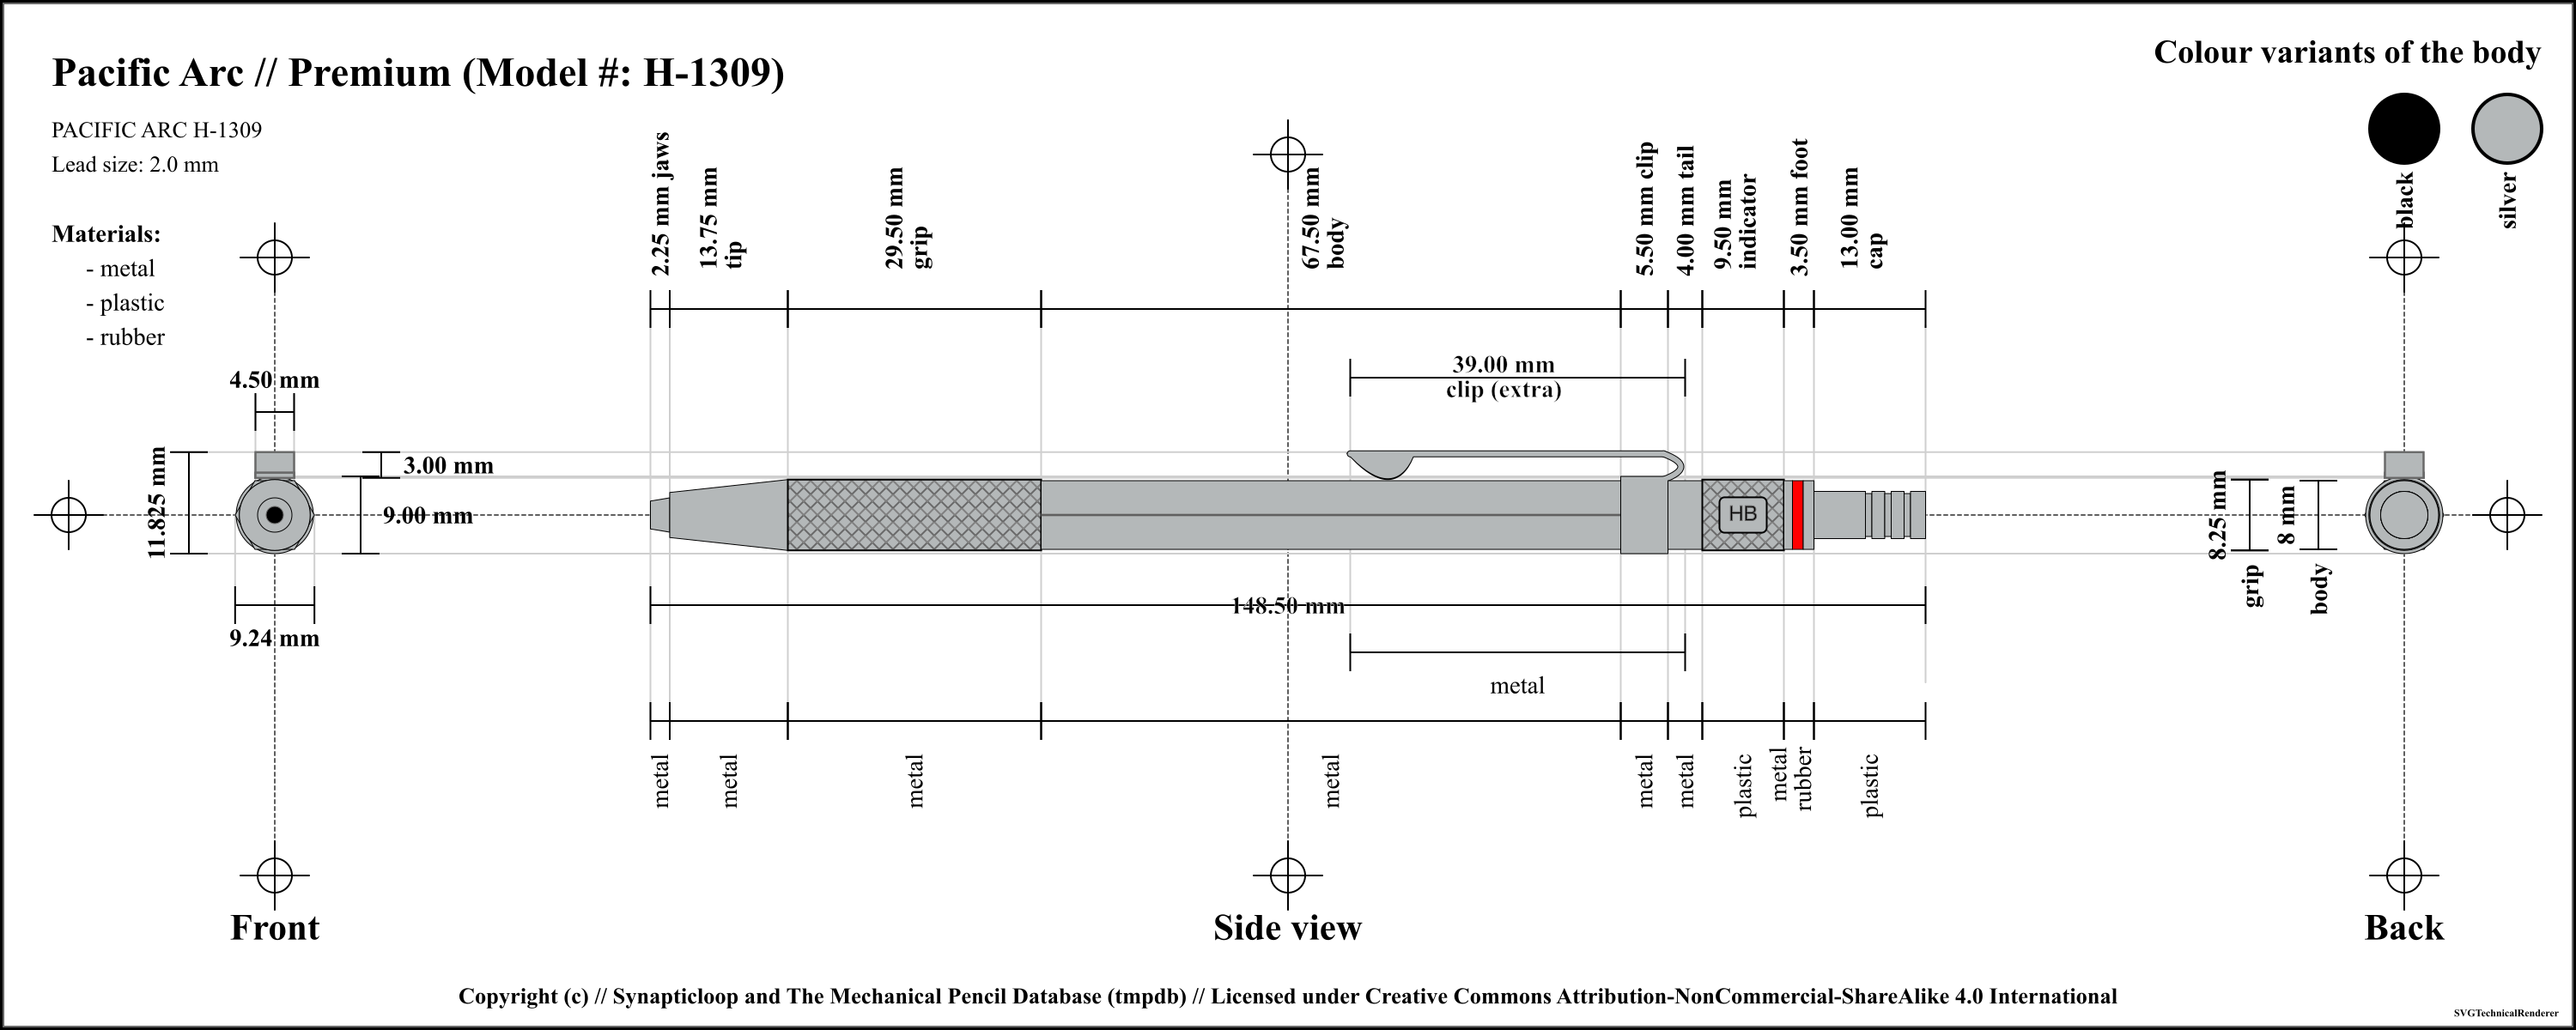 Pacific Arc // Premium (Model #: H-1309)
Colour variants of the body
PACIFIC ARC H-1309
Lead size: 2.0 mm
black
silver
Materials:
- metal
- plastic
- rubber
2.25 mm jaws
13.75 mm
tip
29.50 mm
grip
67.50 mm
body
5.50 mm clip
4.00 mm tail
9.50 mm
indicator
3.50 mm foot
13.00 mm
cap
39.00 mm
clip (extra)
4.50 mm
11.825 mm
3.00 mm
9.00 mm
9.24 mm
HB
8.25 mm
grip
8 mm
body
148.50 mm
metal
metal
metal
metal
metal
metal
metal
plastic
metal
rubber
plastic
Front
Side view
Back
Copyright (c) // Synapticloop and The Mechanical Pencil Database (tmpdb) // Licensed under Creative Commons Attribution-NonCommercial-ShareAlike 4.0 International
SVGTechnicalRenderer